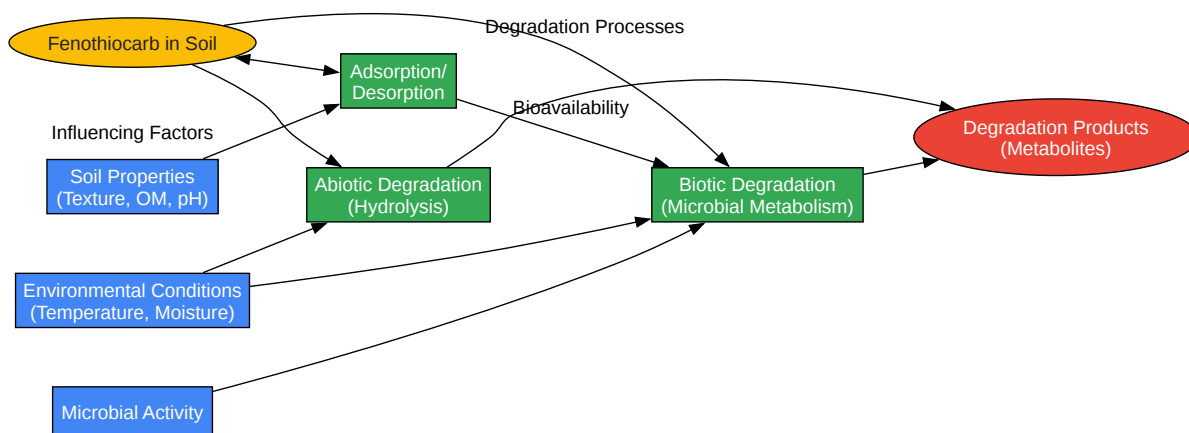 Degradation Processes
Fenothiocarb in Soil
Adsorption/
Desorption
Bioavailability
Influencing Factors
Degradation Products
(Metabolites)
Soil Properties
(Texture, OM, pH)
Abiotic Degradation
(Hydrolysis)
Biotic Degradation
(Microbial Metabolism)
Environmental Conditions
(Temperature, Moisture)
Microbial Activity